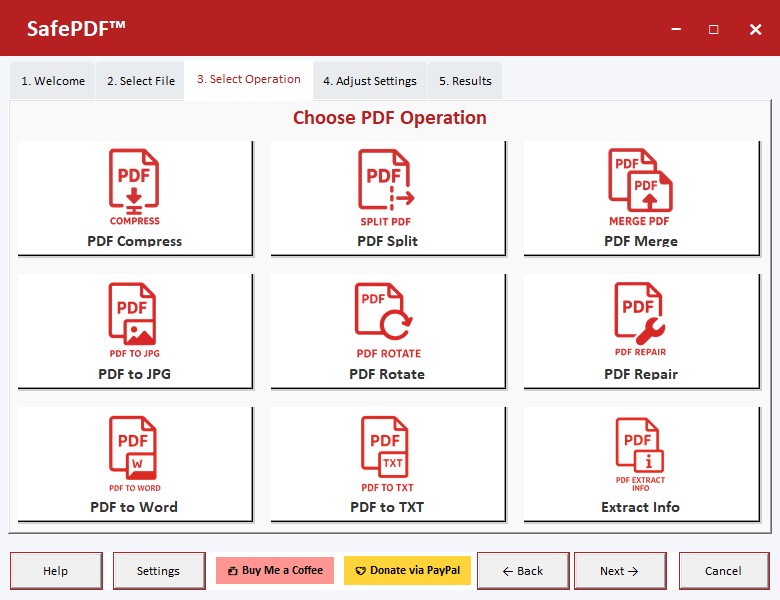 SafePDF™
1. Welcome
2. Select File
3. Select Operation
4. Adjust Settings
5. Results
Choose PDF Operation
PDF
COMPRESS
PDF Compress
PDF
SPLIT PDF
PDF Split
PDF
PDF
MERGE PDF
PDF Merge
PDF
PDF TO JPG
PDF to JPG
PDF
PDF ROTATE
PDF Rotate
PDF
PDF REPAIR
PDF Repair
PDF
W
PDF TO WORD
PDF to Word
PDF
TXT
PDF TO TXT
PDF to TXT
PDF
i
PDF EXTRACT
INFO
Extract Info
Help
Settings
Buy Me a Coffee
Donate via PayPal
← Back
Next →
Cancel